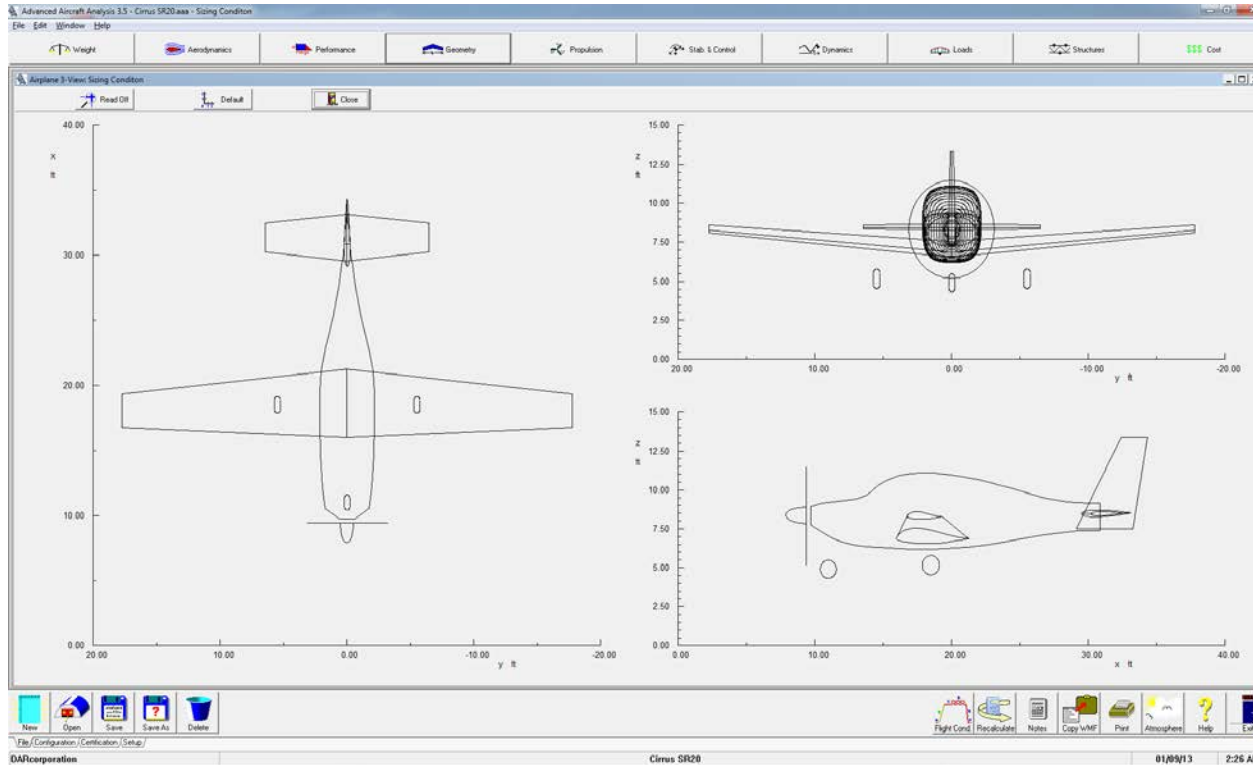 Advanced Aircraft Analysis 3.5 - Cirrus SR20.aaa - Sizing Conditon
File Edit Window Help
Weight Aerodynamics Performance Geometry Propulsion Stab. & Control Dynamics Loads Structures $$$ Cost
Airplane 3-View: Sizing Conditon
Read Off Default Close
40.00
X
ft
30.00
20.00
10.00
0.00
20.00 10.00 0.00 -10.00 -20.00
y ft
15.00
Z
ft
12.50
10.00
7.50
5.00
2.50
0.00
20.00 10.00 0.00 -10.00 -20.00
y ft
15.00
Z
ft
12.50
10.00
7.50
5.00
2.50
0.00
0.00 10.00 20.00 30.00 40.00
x ft
New Open Save Save As Delete Flight Cond. Recalculate Notes Copy WMF Print Atmosphere Help
File Configuration Certification Setup
DARcorporation Cirrus SR20 01/09/13 2:26